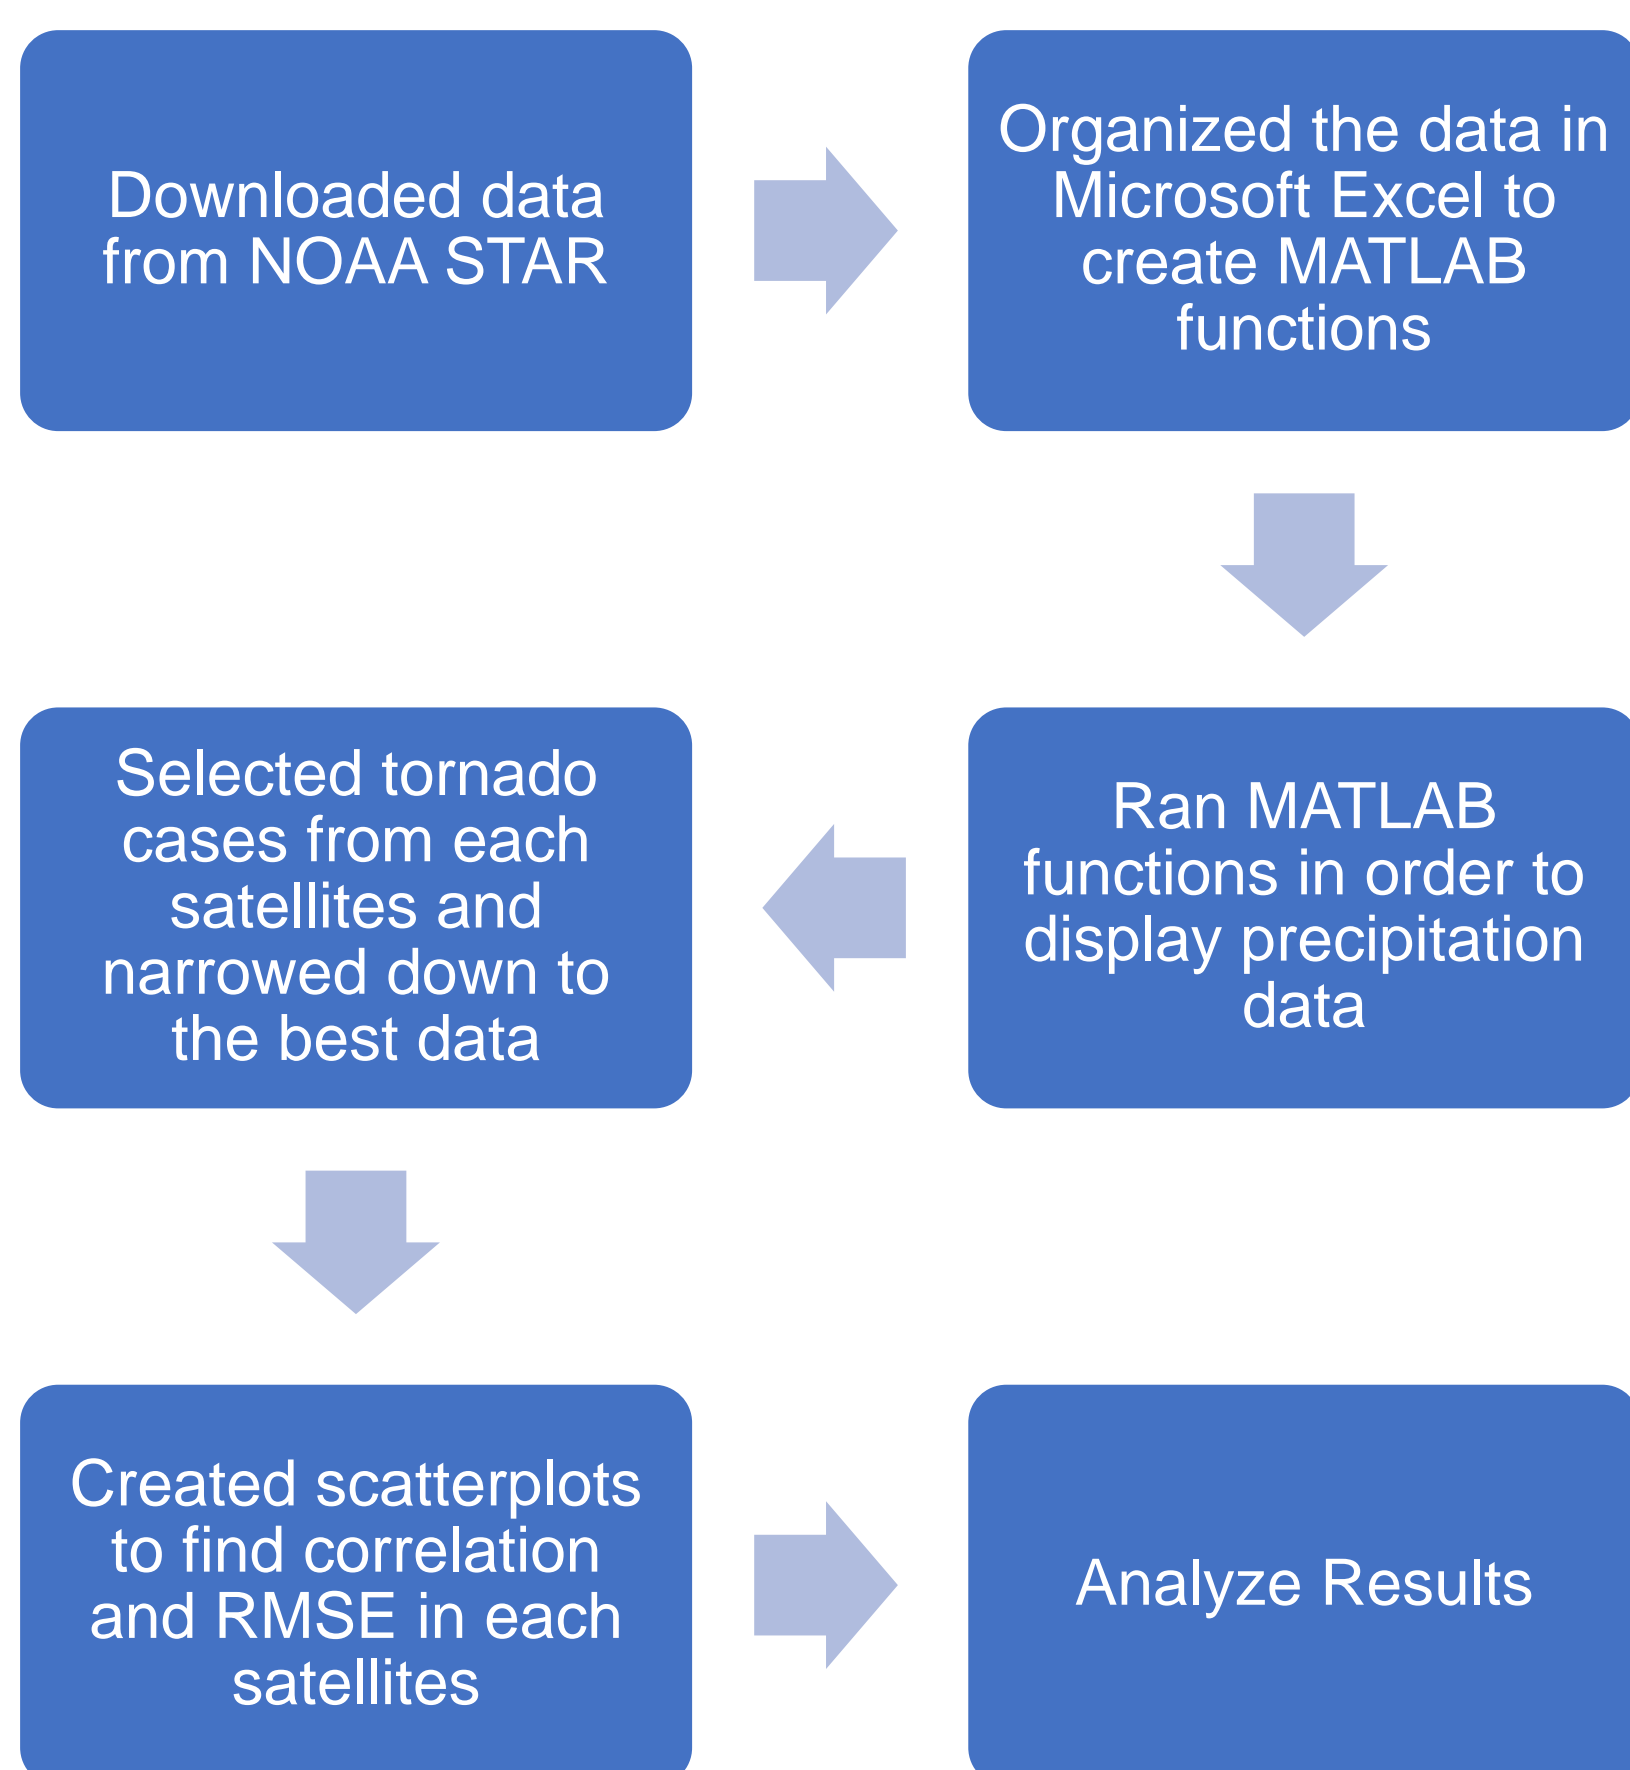 Downloaded data
from NOAA STAR
Organized the data in
Microsoft Excel to
create MATLAB
functions
Ran MATLAB
functions in order to
display precipitation
data
Selected tornado
cases from each
satellites and
narrowed down to
the best data
Created scatterplots
to find correlation
and RMSE in each
satellites
Analyze Results